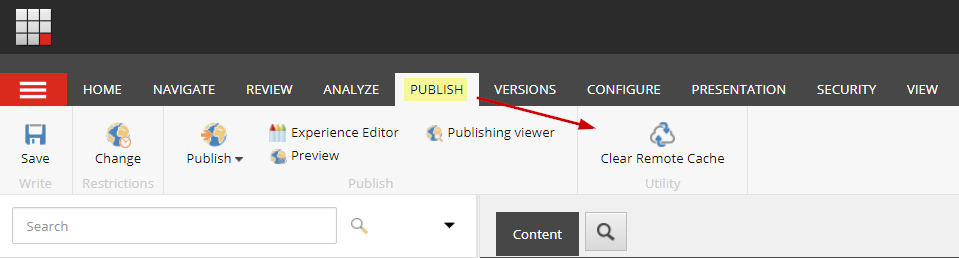 HOME NAVIGATE REVIEW ANALYZE PUBLISH VERSIONS CONFIGURE PRESENTATION SECURITY VIEW
Experience Editor Publishing viewer
Save Change Publish Preview Clear Remote Cache
Write Restrictions Publish Utility
Search
Content